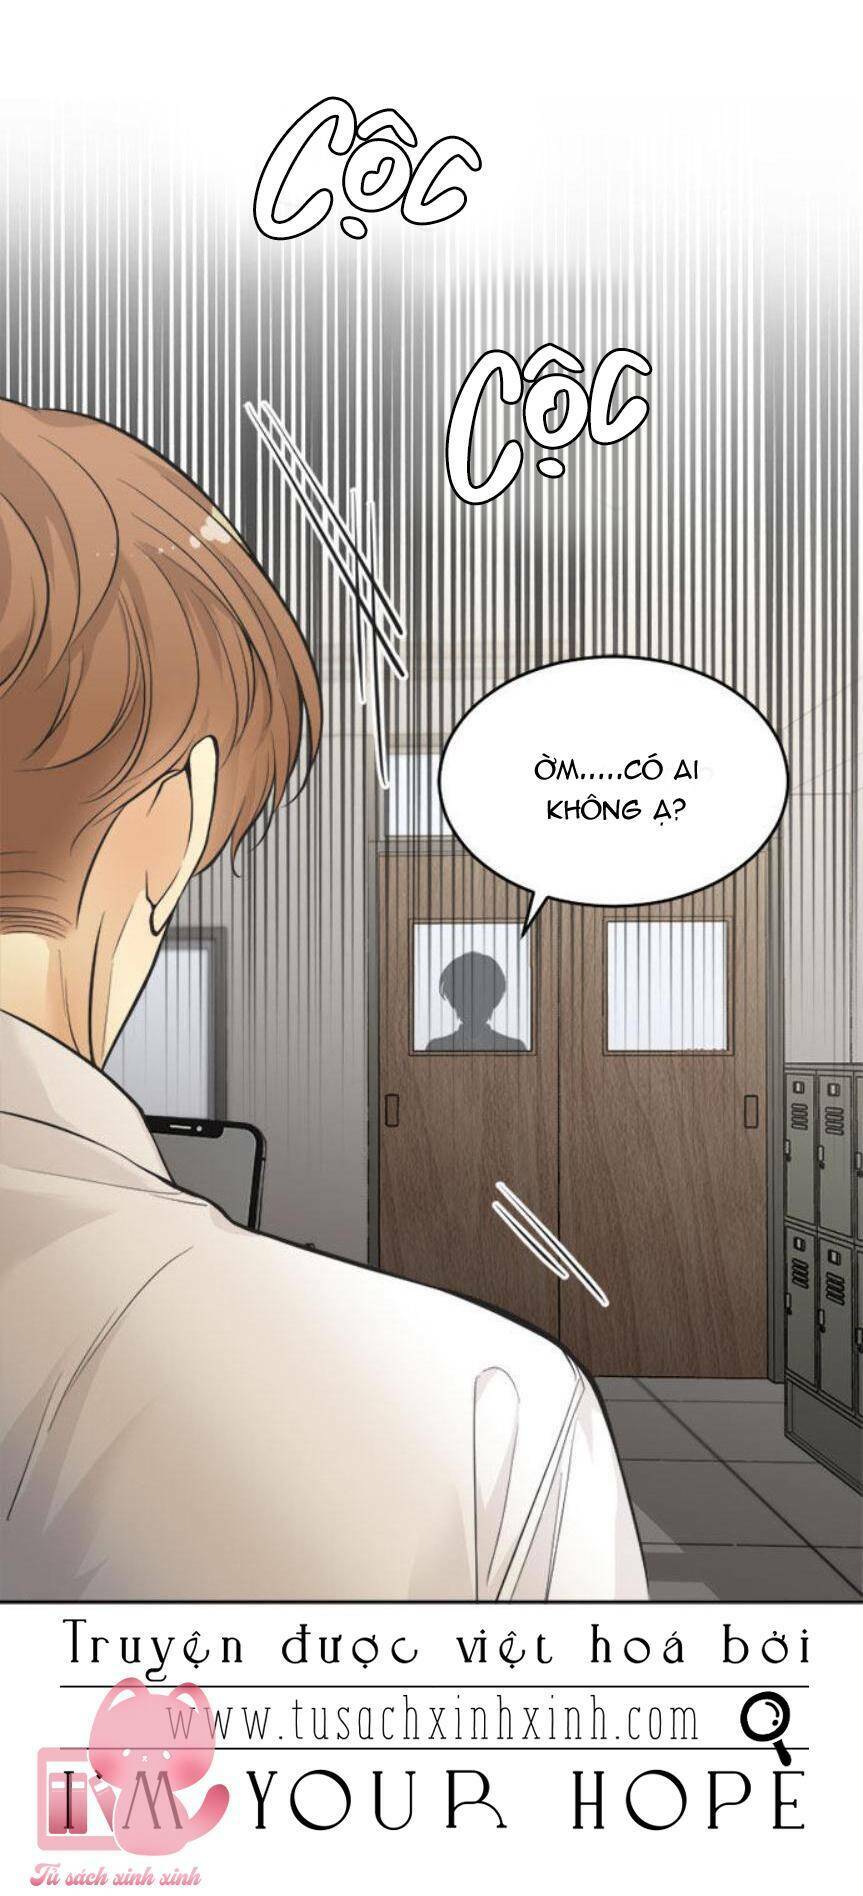 CỘC
CỘC
ỜM.....CÓ AI
KHÔNG Ạ?
Truyện được việt hoá bởi
www.tusachxinhxinh.com
I'M YOUR HOPE
Tủ sách xinh xinh